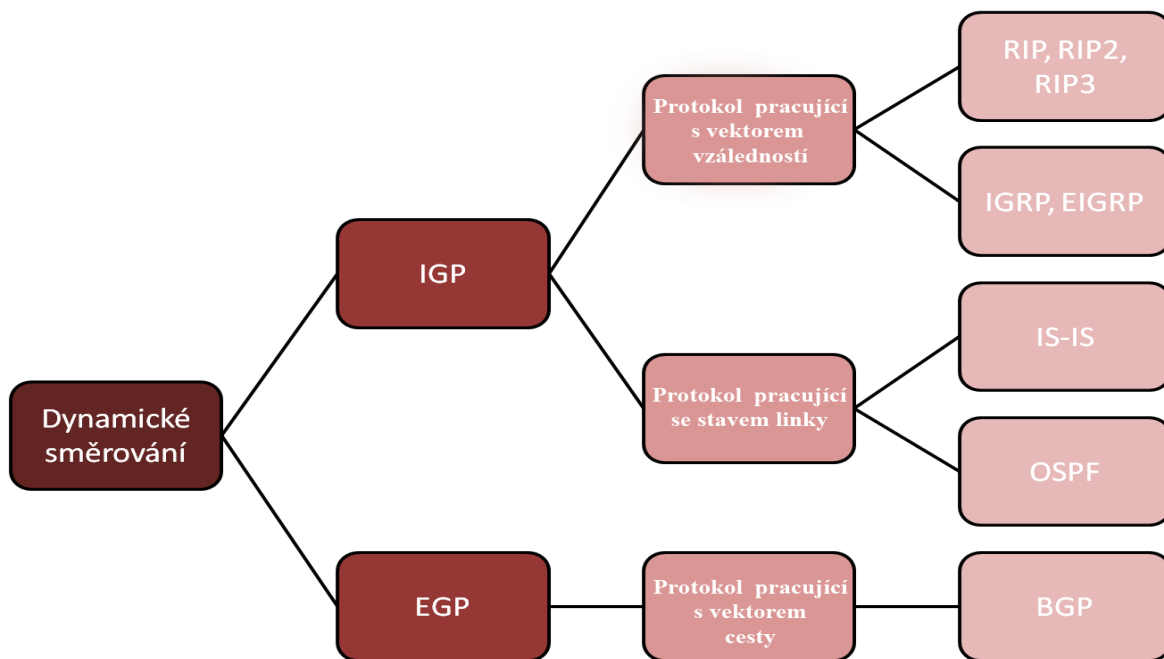 Dynamické
směrování
IGP
EGP
Protokol pracující
s vektorem
vzáledností
Protokol pracující
se stavem linky
Protokol pracující
s vektorem
cesty
RIP, RIP2,
RIP3
IGRP, EIGRP
IS-IS
OSPF
BGP